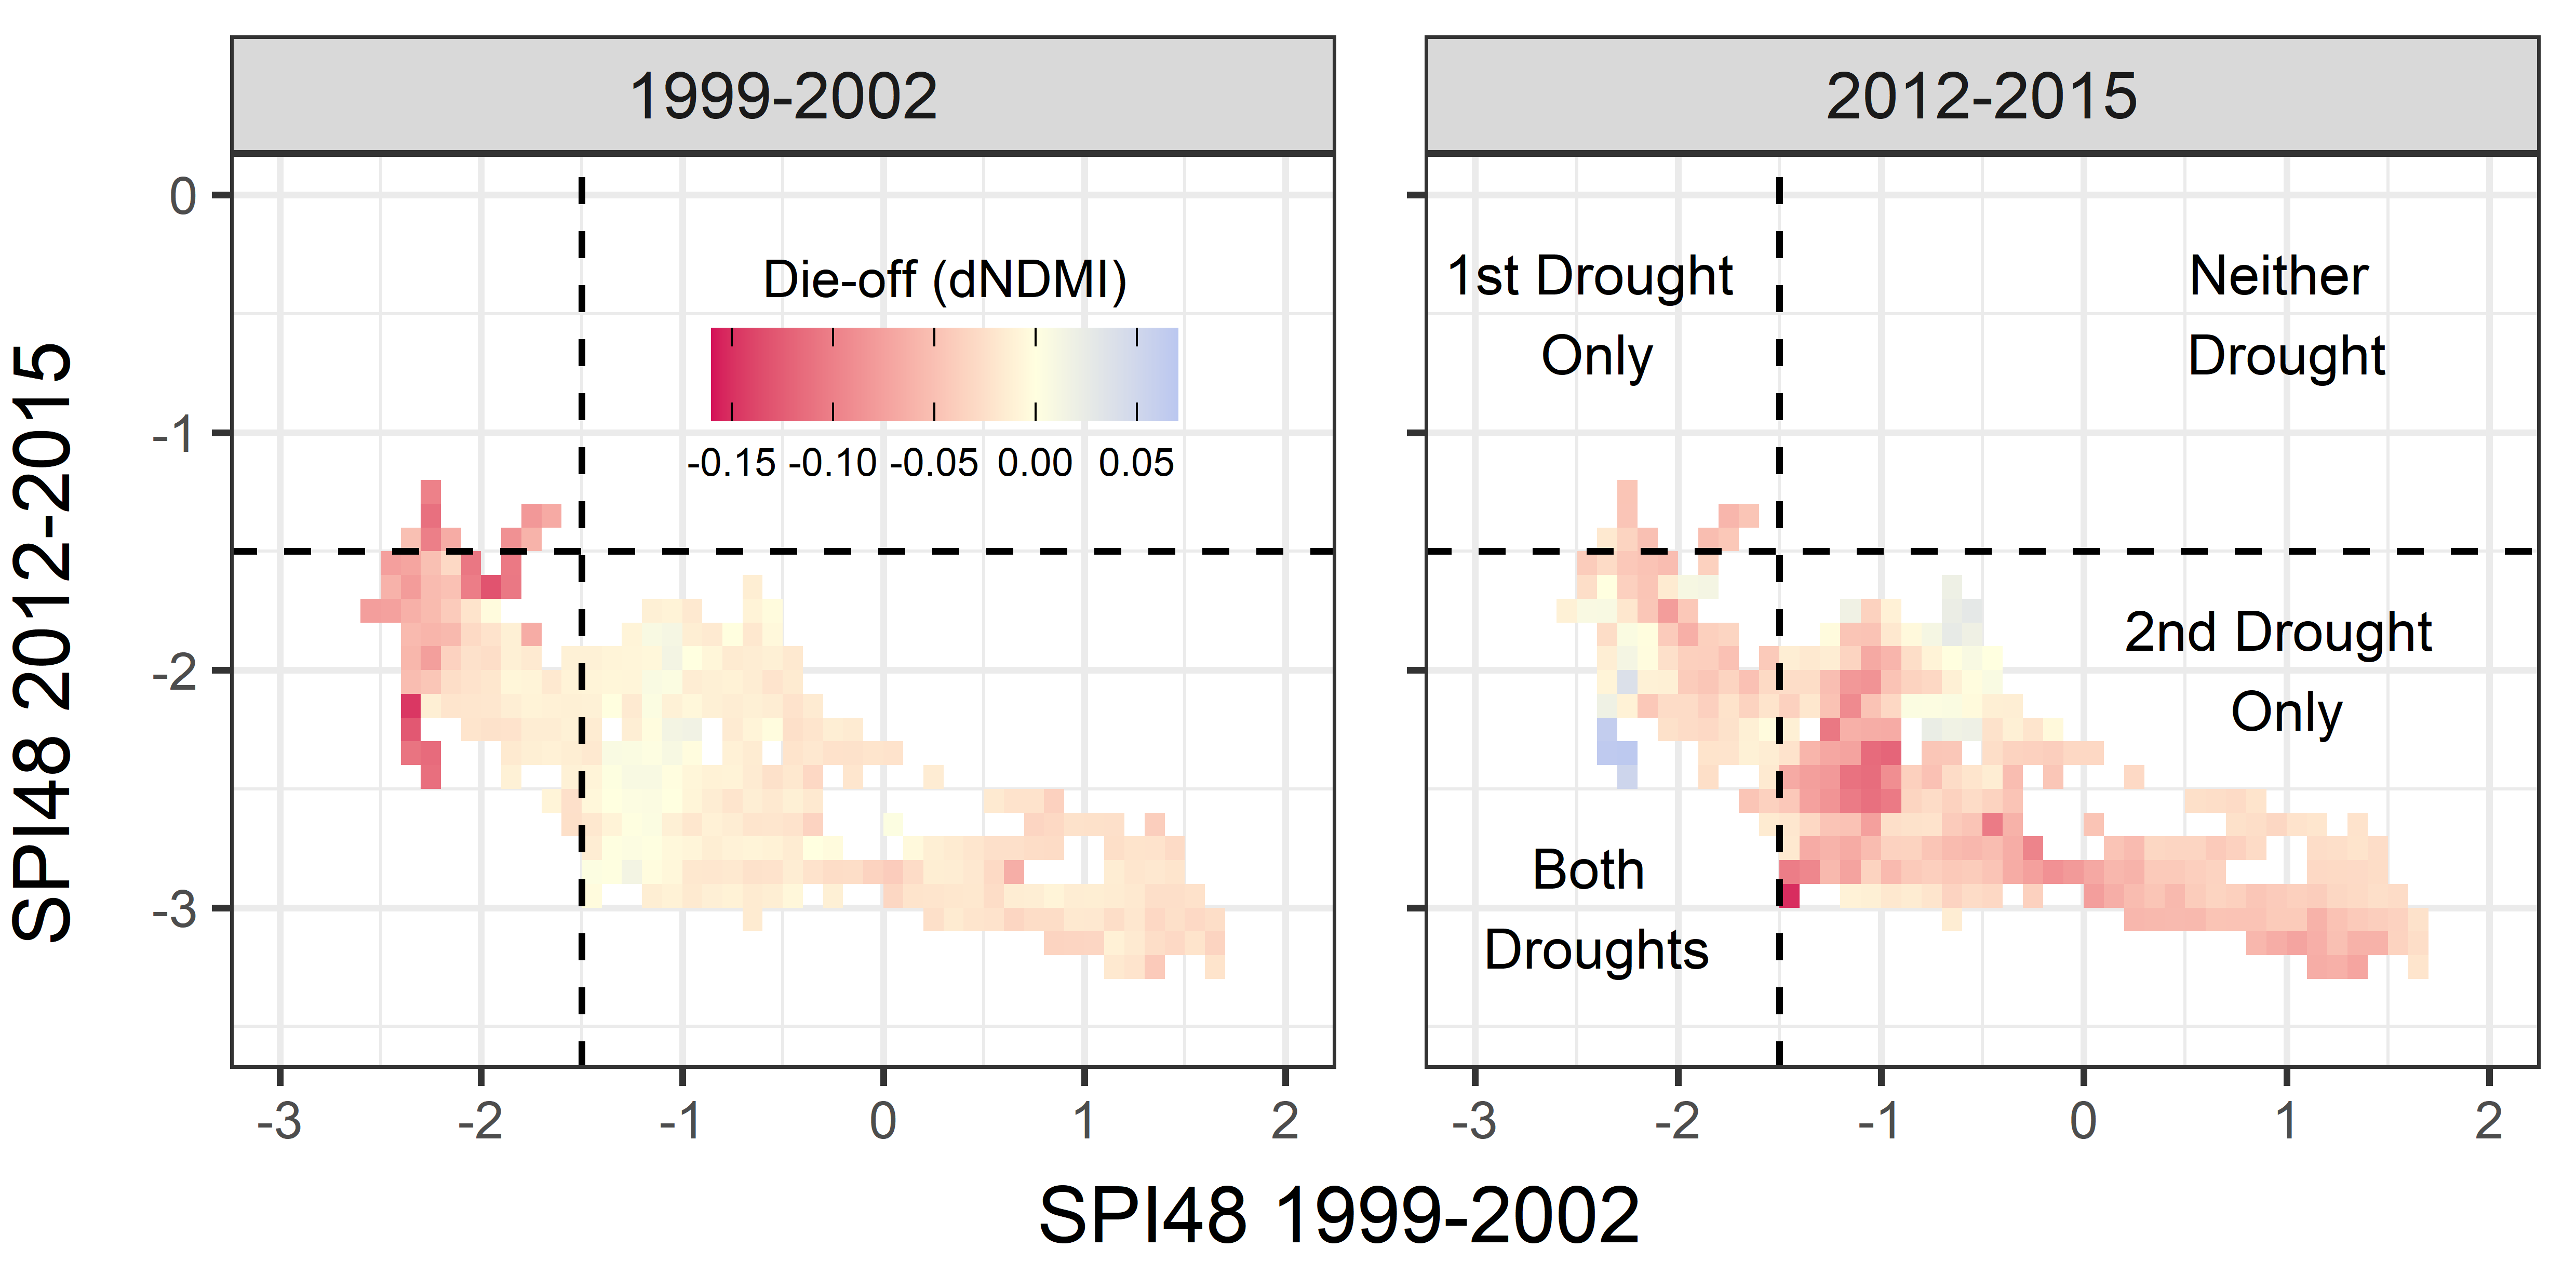 1999-2002
2012-2015
SPI48 2012-2015
0
-1
-2
-3
Die-off (dNDMI)
-0.15 -0.10 -0.05 0.00 0.05
1st Drought
Only
Neither
Drought
2nd Drought
Only
Both
Droughts
-3 -2 -1 0 1 2
-3 -2 -1 0 1 2
SPI48 1999-2002